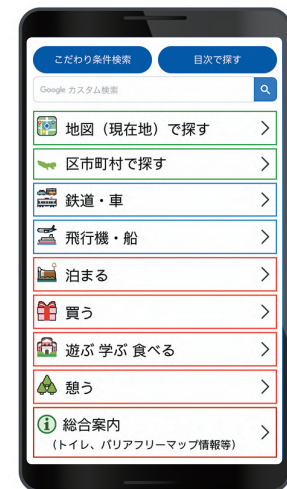 こだわり条件検索
目次で探す
Google カスタム検索
地図（現在地）で探す
区市町村で探す
鉄道・車
飛行機・船
泊まる
買う
遊ぶ 学ぶ 食べる
憩う
総合案内
（トイレ、バリアフリーマップ情報等）